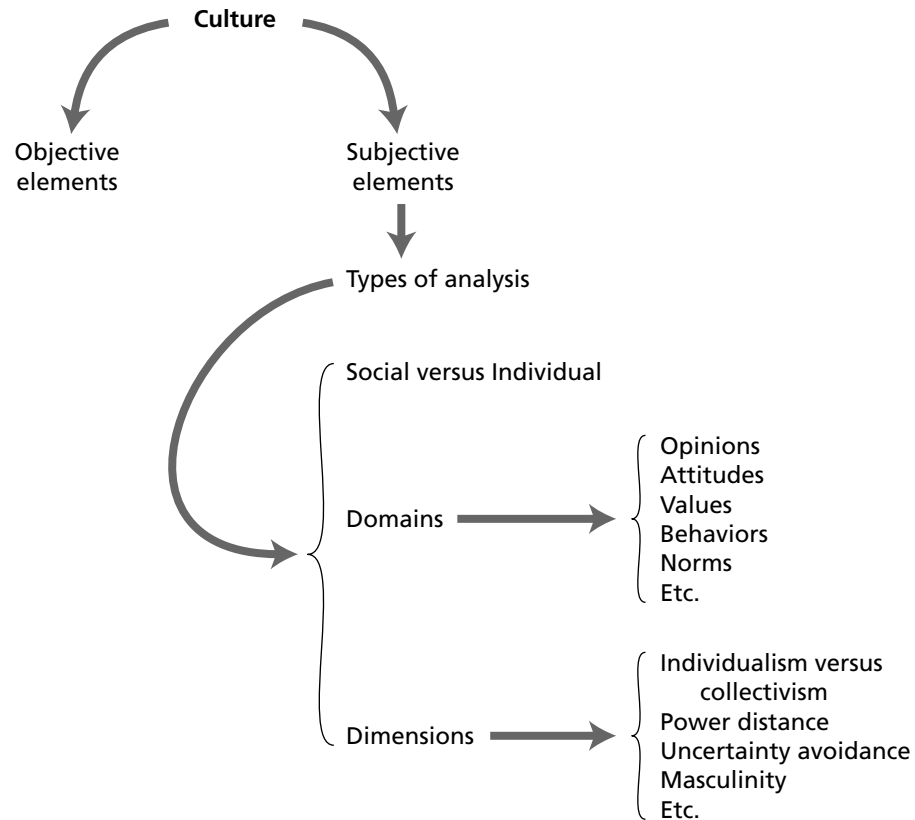 Culture
Objective
elements
Subjective
elements
Types of analysis
Social versus Individual
Domains
Opinions
Attitudes
Values
Behaviors
Norms
Etc.
Dimensions
Individualism versus
collectivism
Power distance
Uncertainty avoidance
Masculinity
Etc.